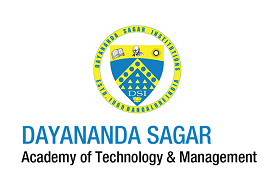 DAYANANDA SAGAR INSTITUTIONS
DSI
DAYANANDA SAGAR
Academy of Technology & Management